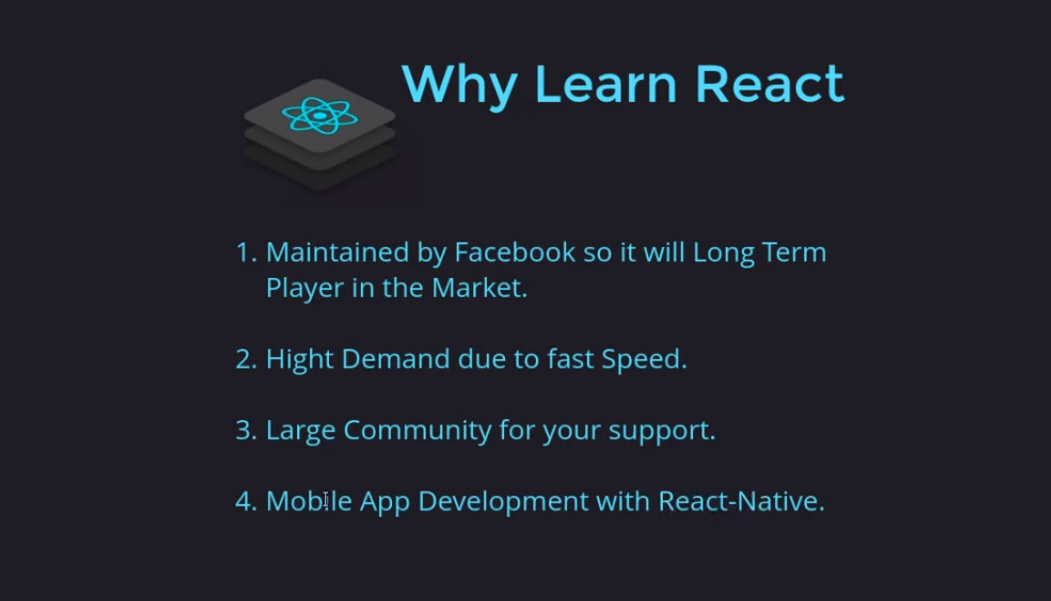 Why Learn React
1. Maintained by Facebook so it will Long Term
Player in the Market.
2. Hight Demand due to fast Speed.
3. Large Community for your support.
4. Mobile App Development with React-Native.